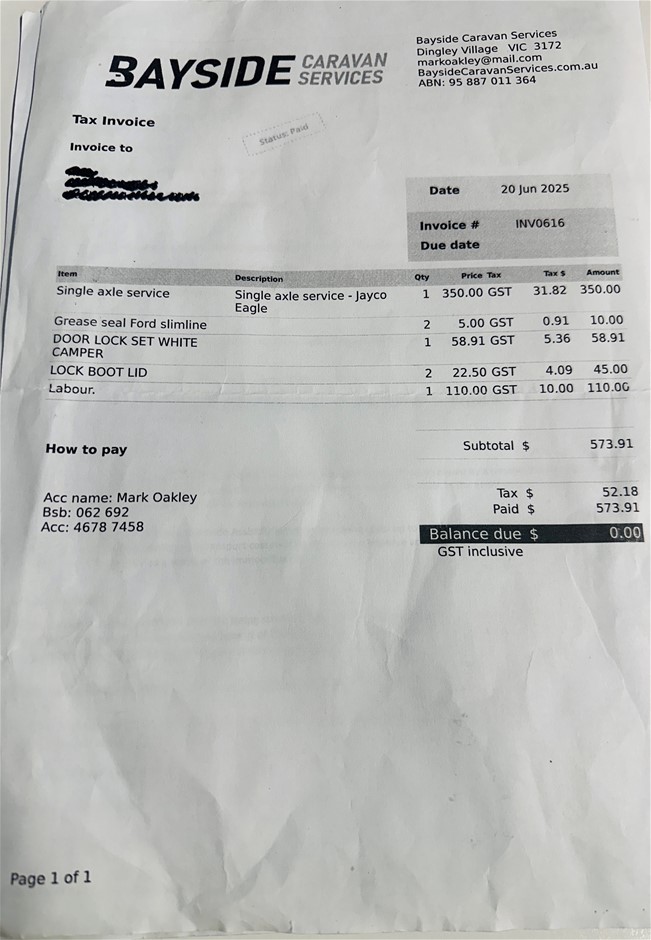 BAYSIDE CARAVAN SERVICES
Bayside Caravan Services
Dingley Village VIC 3172
markoakley@mail.com
BaysideCaravanServices.com.au
ABN: 95 887 011 364
Tax Invoice
Status: Paid
Invoice to
Date 20 Jun 2025
Invoice # INV0616
Due date
Item Description Qty Price Tax Tax $ Amount
Single axle service Single axle service - Jayco Eagle 1 350.00 GST 31.82 350.00
Grease seal Ford slimline 2 5.00 GST 0.91 10.00
DOOR LOCK SET WHITE CAMPER 1 58.91 GST 5.36 58.91
LOCK BOOT LID 2 22.50 GST 4.09 45.00
Labour. 1 110.00 GST 10.00 110.00
Subtotal $ 573.91
How to pay
Tax $ 52.18
Acc name: Mark Oakley
Paid $ 573.91
Bsb: 062 692
Acc: 4678 7458
Balance due $ 0.00
GST inclusive
Page 1 of 1